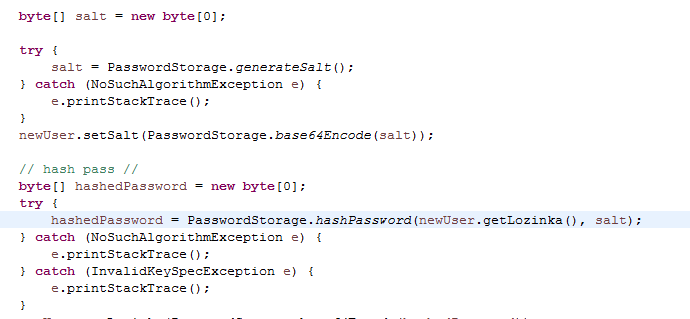 byte[] salt = new byte[0];
try {
salt = PasswordStorage.generateSalt();
} catch (NoSuchAlgorithmException e) {
e.printStackTrace();
}
newUser.setSalt(PasswordStorage.base64Encode(salt));
// hash pass //
byte[] hashedPassword = new byte[0];
try {
hashedPassword = PasswordStorage.hashPassword(newUser.getLozinka(), salt);
} catch (NoSuchAlgorithmException e) {
e.printStackTrace();
} catch (InvalidKeySpecException e) {
e.printStackTrace();
}